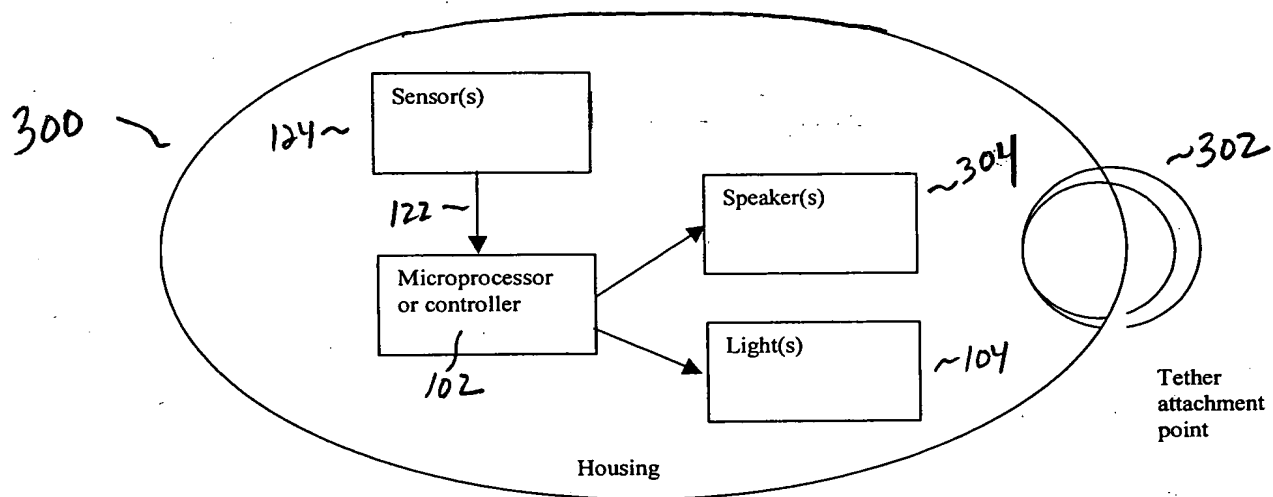 Sensor(s)
300
124~
~302
~304
Speaker(s)
122~
Microprocessor
or controller
Light(s)
~104
102
Tether
attachment
point
Housing